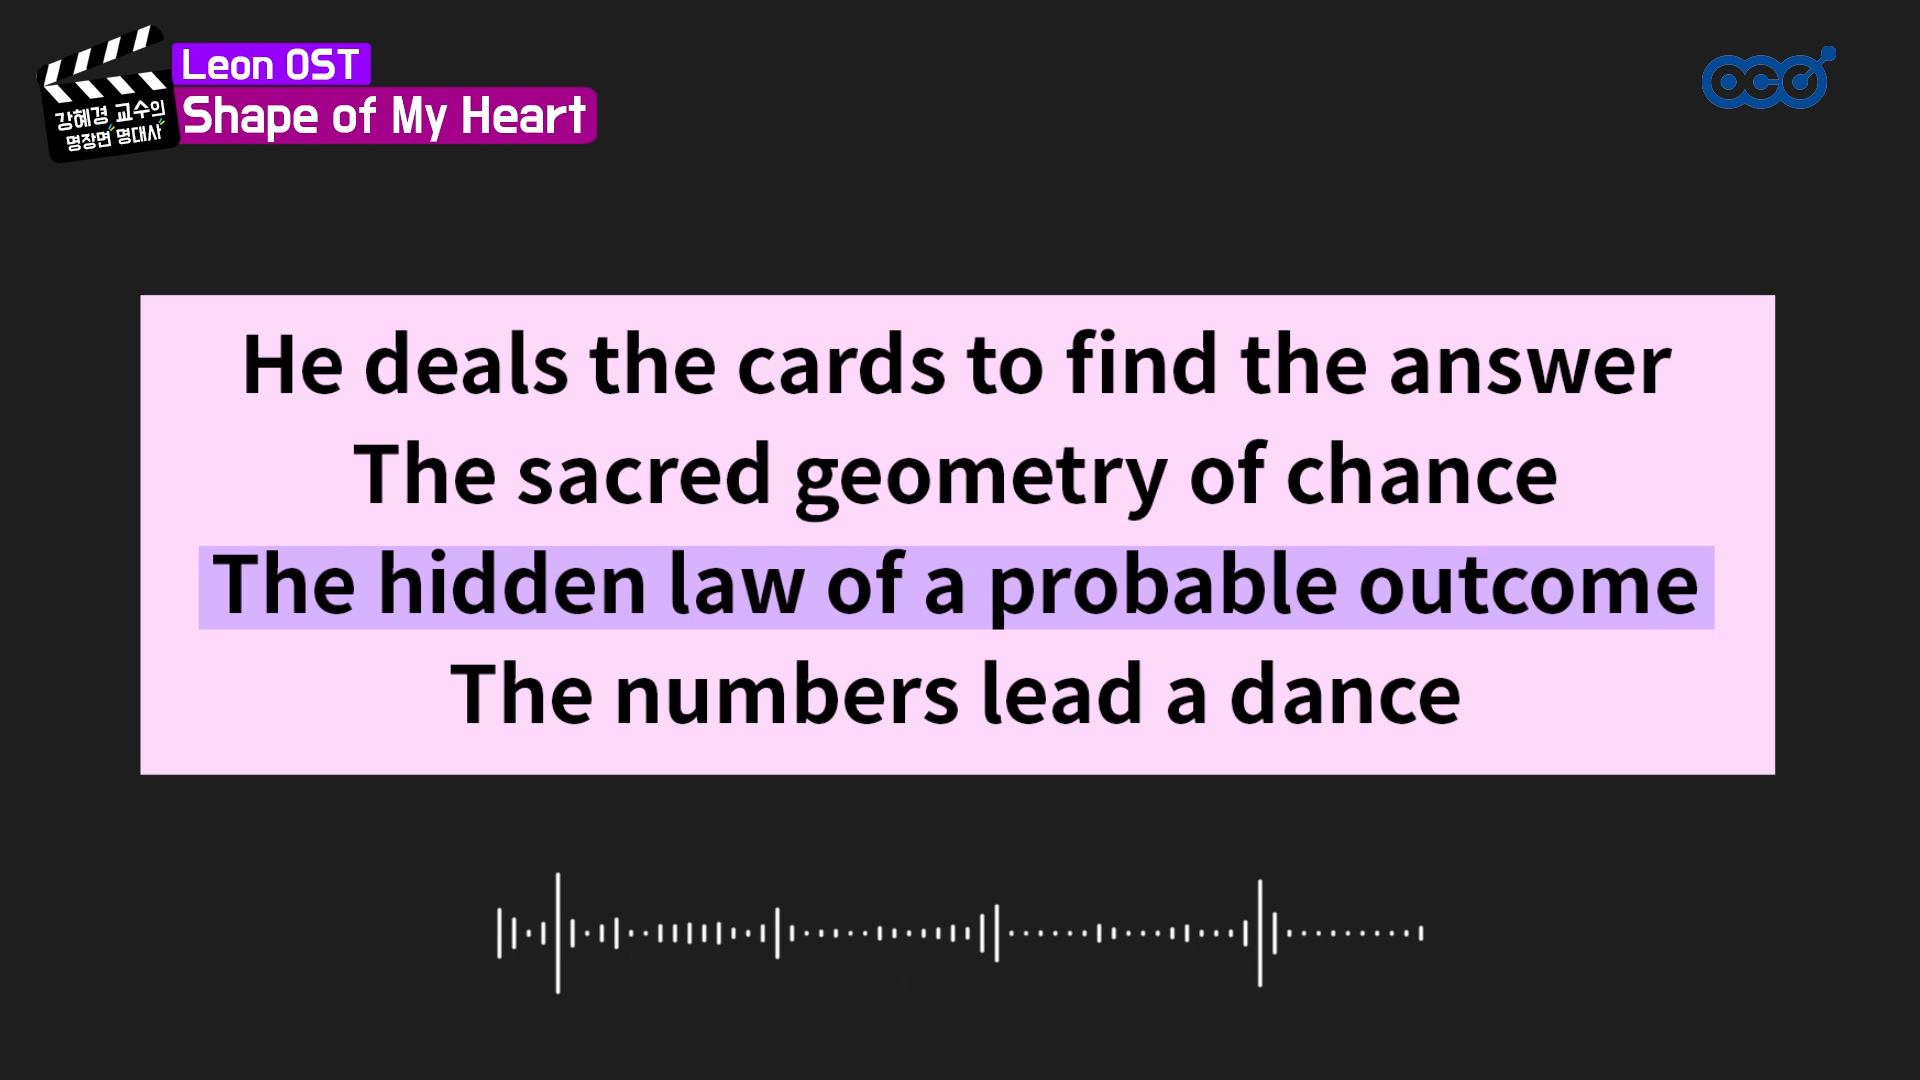 Leon OST
Shape of My Heart
강혜경 교수의
명장면 명대사
oco
He deals the cards to find the answer
The sacred geometry of chance
The hidden law of a probable outcome
The numbers lead a dance